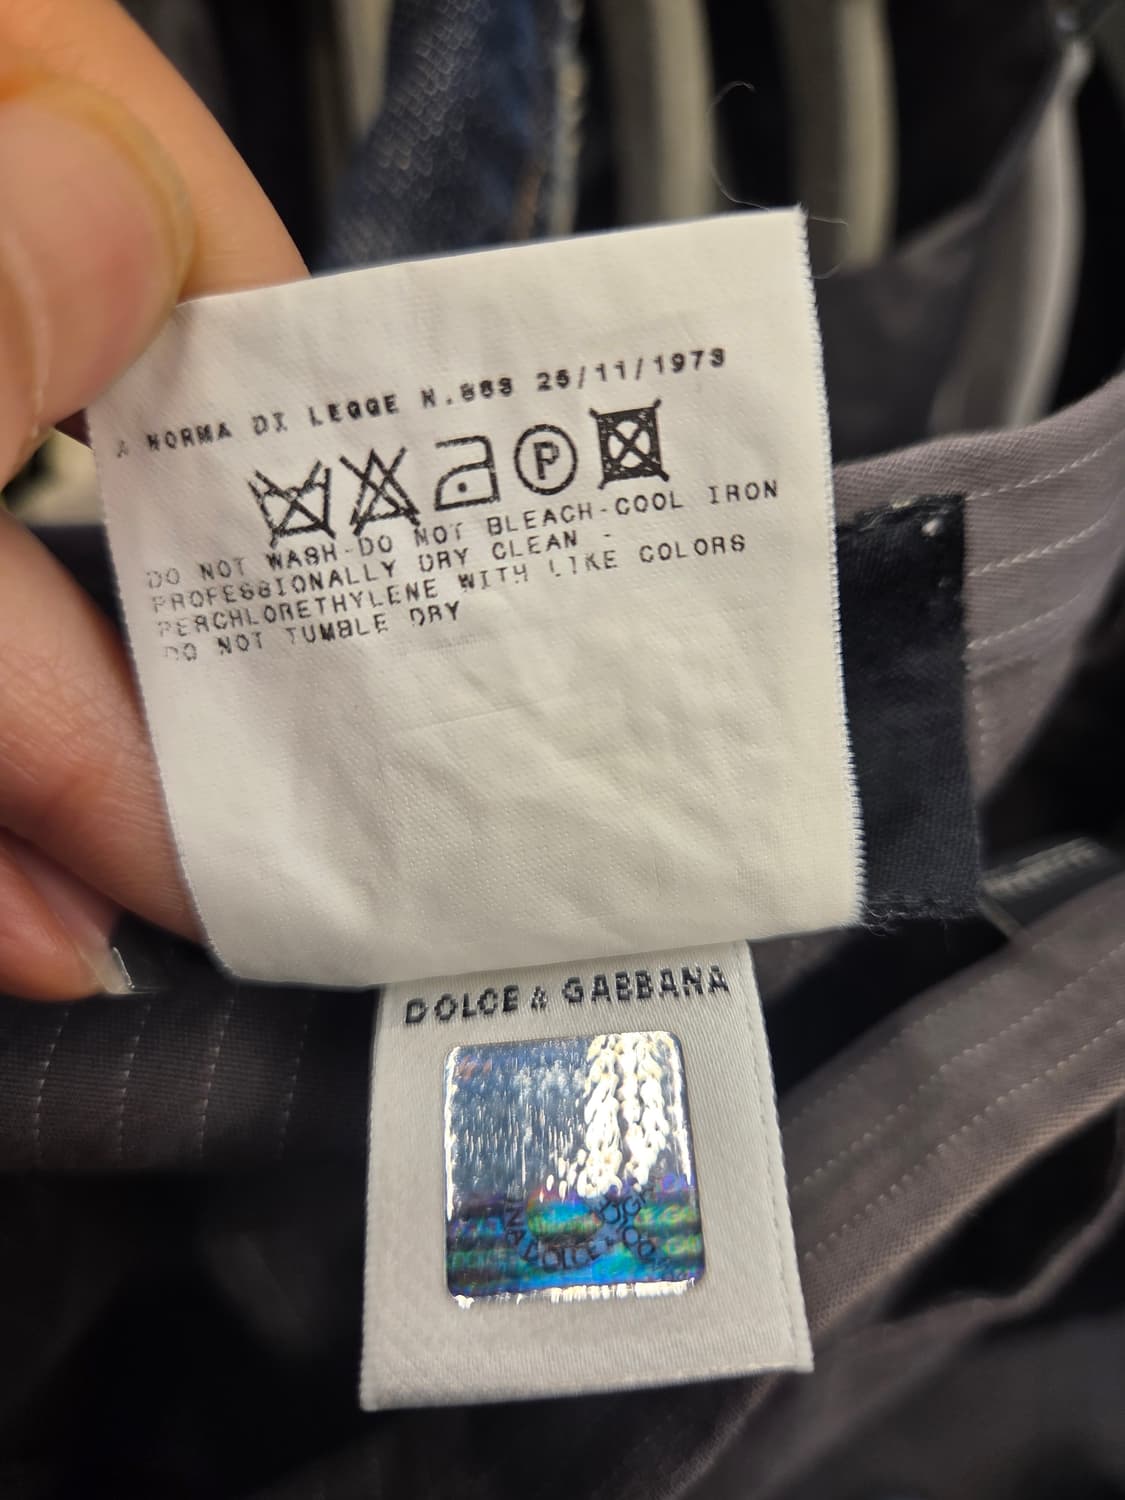 A NORMA DI LEGGE N.883 26/11/1973
P
DO NOT WASH-DO NOT BLEACH-COOL IRON
PROFESSIONALLY DRY CLEAN -
PERCHLORETHYLENE WITH LIKE COLORS
DO NOT TUMBLE DRY
DOLCE & GABBANA
DOLCE